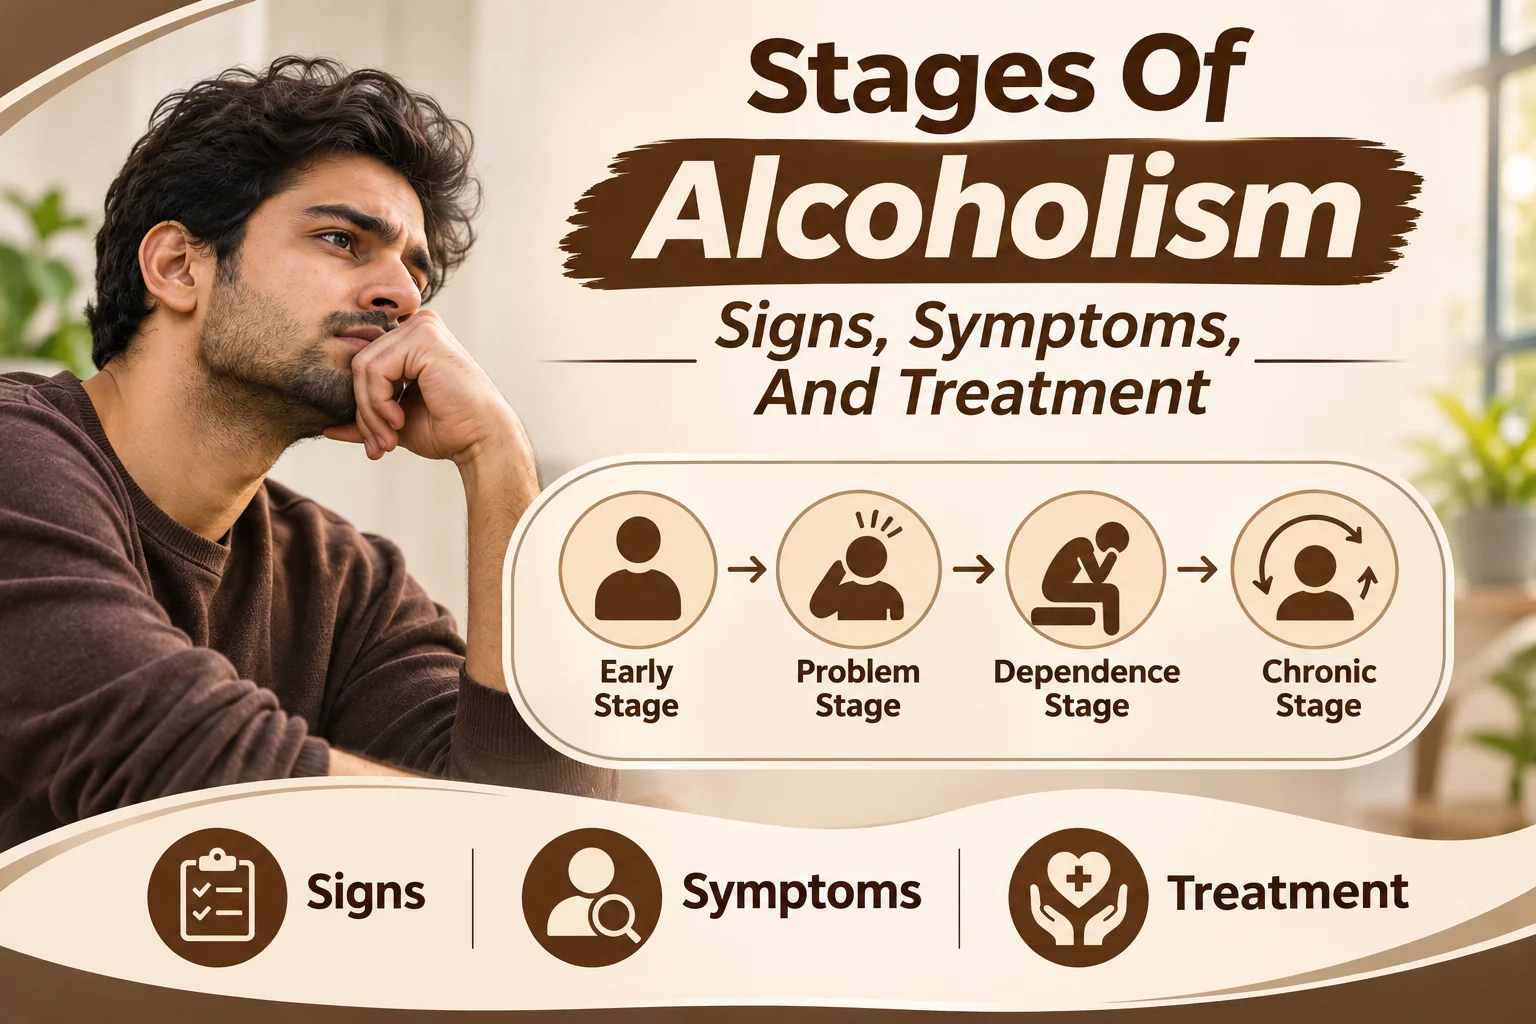 Stages Of
Alcoholism
Signs, Symptoms,
And Treatment
Early
Stage
Problem
Stage
Dependence
Stage
Chronic
Stage
Signs
Symptoms
Treatment